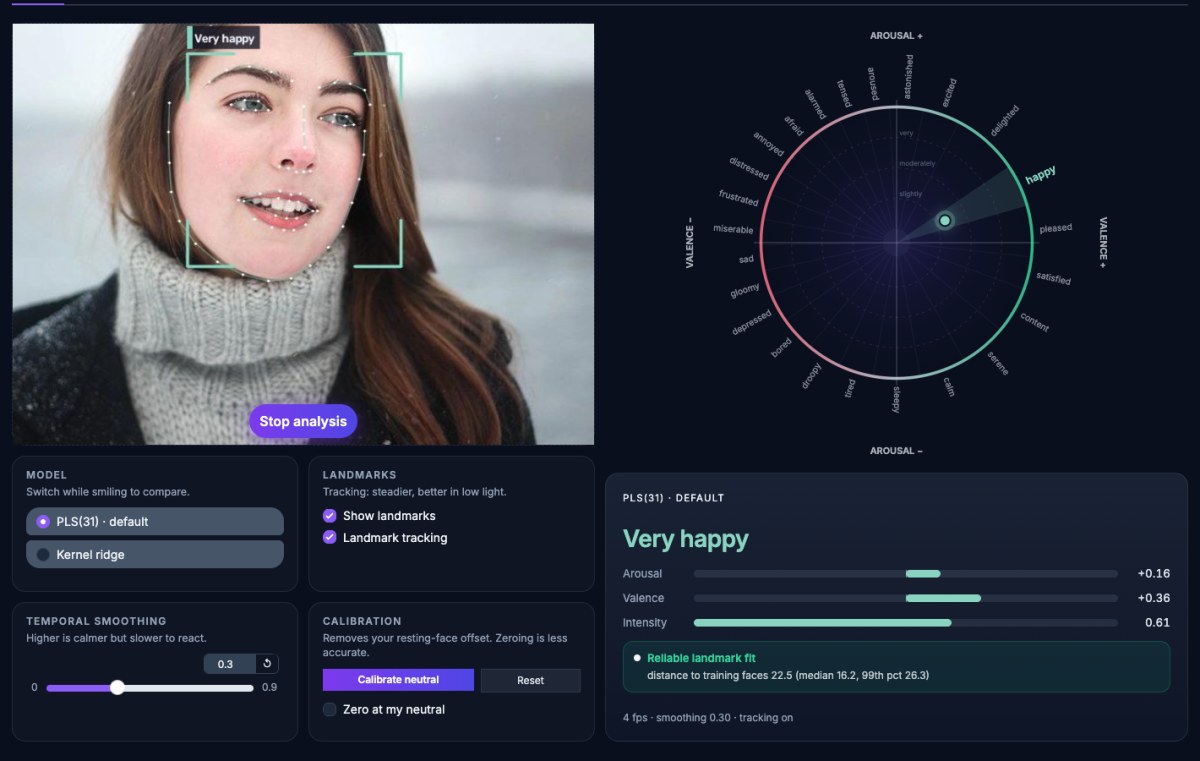 Very happy
Stop analysis
AROUSAL +
astonished
excited
delighted
happy
pleased
satisfied
content
serene
calm
sleepy
tired
droopy
bored
depressed
gloomy
sad
miserable
frustrated
distressed
annoyed
afraid
alarmed
tensed
aroused
very
moderately
slightly
VALENCE –
VALENCE +
AROUSAL –
MODEL
Switch while smiling to compare.
PLS(31) · default
Kernel ridge
LANDMARKS
Tracking: steadier, better in low light.
Show landmarks
Landmark tracking
TEMPORAL SMOOTHING
Higher is calmer but slower to react.
0.3
0
0.9
CALIBRATION
Removes your resting-face offset. Zeroing is less
accurate.
Calibrate neutral
Reset
Zero at my neutral
PLS(31) · DEFAULT
Very happy
Arousal +0.16
Valence +0.36
Intensity 0.61
Reliable landmark fit
distance to training faces 22.5 (median 16.2, 99th pct 26.3)
4 fps · smoothing 0.30 · tracking on